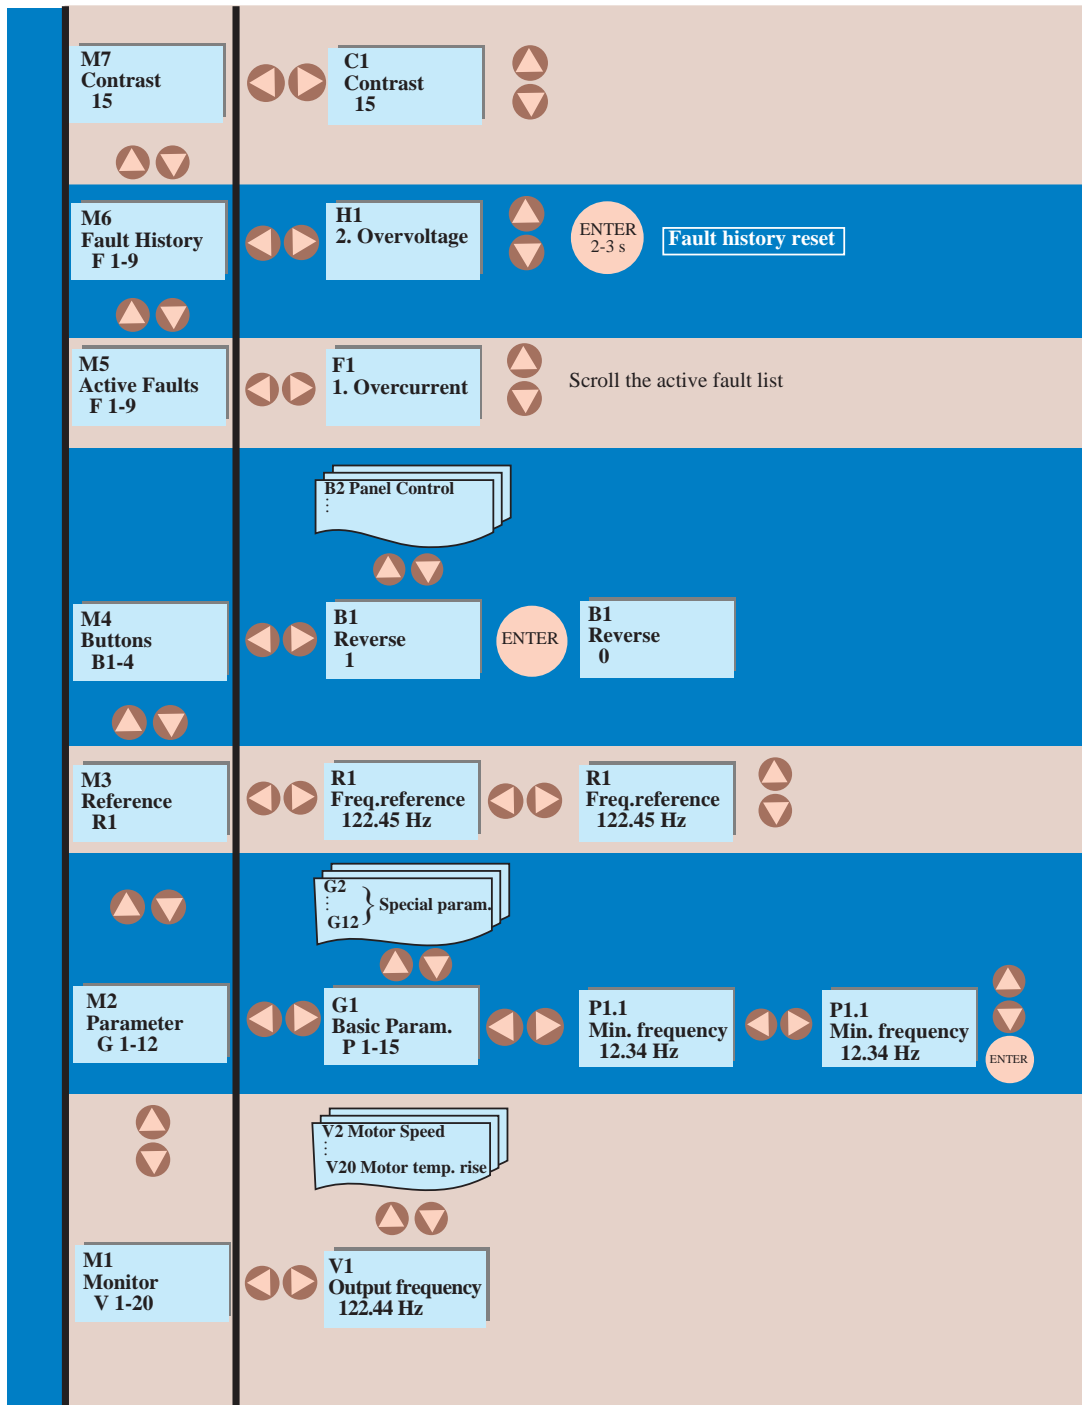 M7
Contrast
15
C1
Contrast
15
M6
Fault History
F 1-9
H1
2. Overvoltage
ENTER
2-3 s
Fault history reset
M5
Active Faults
F 1-9
F1
1. Overcurrent
Scroll the active fault list
B2 Panel Control
⋮
M4
Buttons
B1-4
B1
Reverse
1
ENTER
B1
Reverse
0
M3
Reference
R1
R1
Freq.reference
122.45 Hz
R1
Freq.reference
122.45 Hz
G2
⋮
G12
Special param.
M2
Parameter
G 1-12
G1
Basic Param.
P 1-15
P1.1
Min. frequency
12.34 Hz
P1.1
Min. frequency
12.34 Hz
ENTER
V2 Motor Speed
⋮
V20 Motor temp. rise
M1
Monitor
V 1-20
V1
Output frequency
122.44 Hz